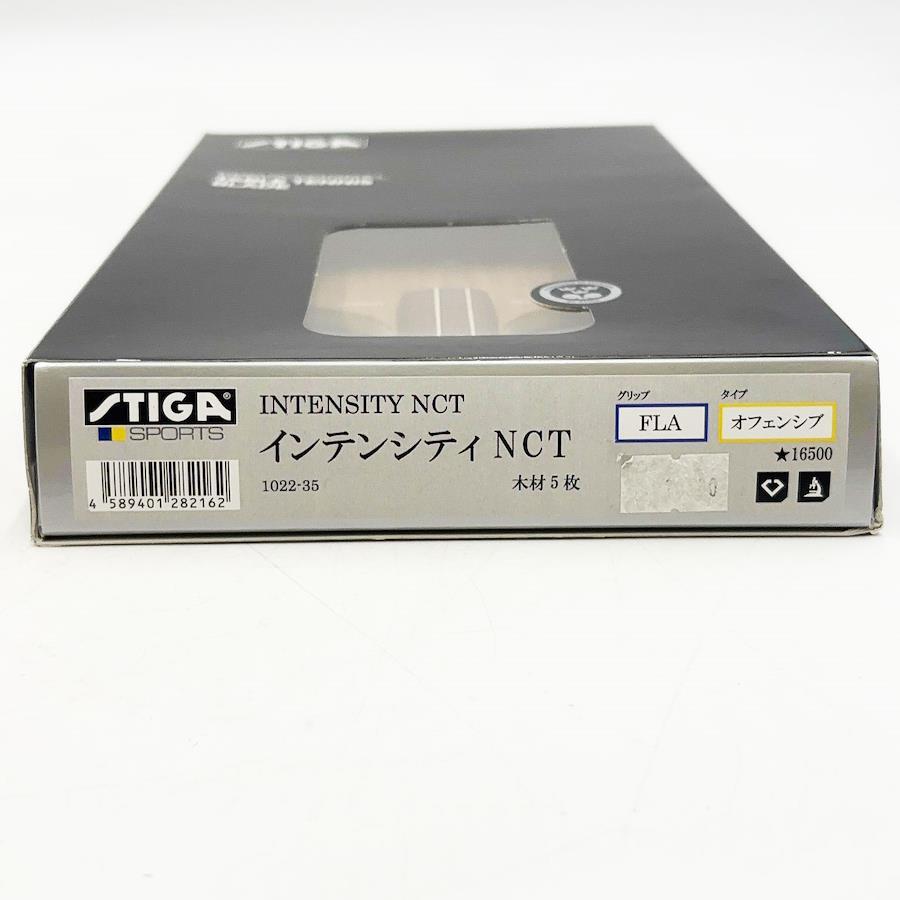 STIGA
STIGA®
SPORTS
4 589401 282162
INTENSITY NCT
インテンシティ NCT
1022-35
木材 5 枚
グリップ
FLA
タイプ
オフェンシブ
★16500